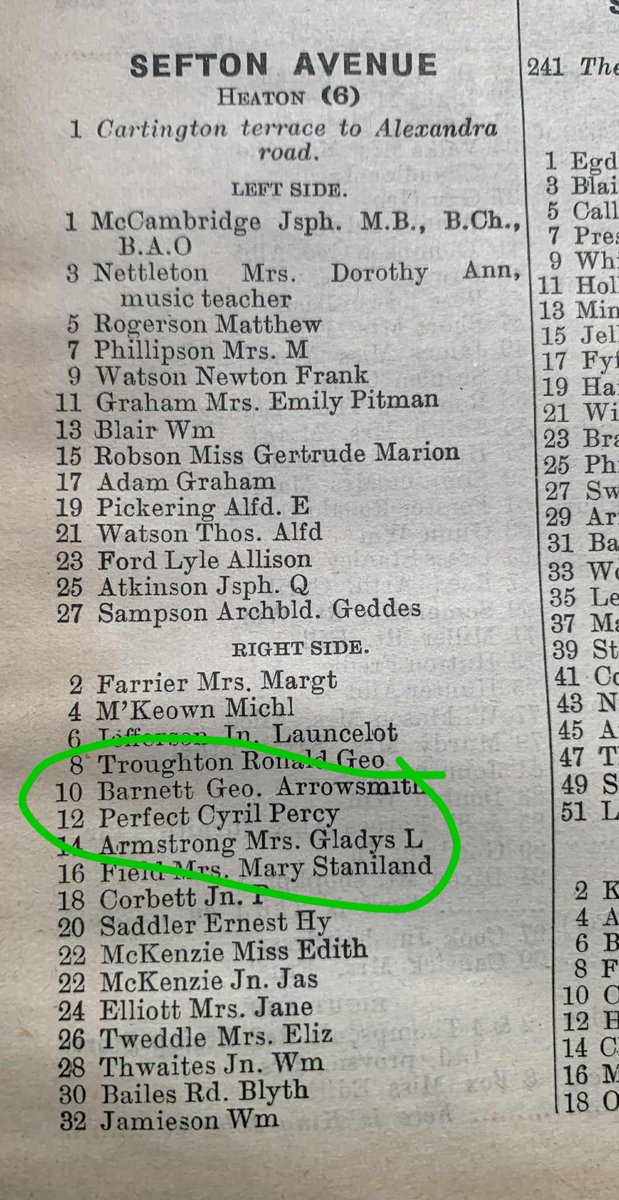 SEFTON AVENUE
HEATON (6)
1 Cartington terrace to Alexandra
road.
LEFT SIDE.
1 McCambridge Jsph. M.B., B.Ch.,
B.A.O
3 Nettleton Mrs. Dorothy Ann,
music teacher
5 Rogerson Matthew
7 Phillipson Mrs. M
9 Watson Newton Frank
11 Graham Mrs. Emily Pitman
13 Blair Wm
15 Robson Miss Gertrude Marion
17 Adam Graham
19 Pickering Alfd. E
21 Watson Thos. Alfd
23 Ford Lyle Allison
25 Atkinson Jsph. Q
27 Sampson Archbld. Geddes
RIGHT SIDE.
2 Farrier Mrs. Margt
4 M'Keown Michl
6 Jefferson Jn. Launcelot
8 Troughton Ronald Geo
10 Barnett Geo. Arrowsmith
12 Perfect Cyril Percy
14 Armstrong Mrs. Gladys L
16 Field Mrs. Mary Staniland
18 Corbett Jn. P
20 Saddler Ernest Hy
22 McKenzie Miss Edith
22 McKenzie Jn. Jas
24 Elliott Mrs. Jane
26 Tweddle Mrs. Eliz
28 Thwaites Jn. Wm
30 Bailes Rd. Blyth
32 Jamieson Wm
241 The
1 Egd
3 Blai
5 Call
7 Pres
9 Whi
11 Holl
13 Min
15 Jell
17 Fyf
19 Har
21 Wi
23 Bra
25 Phi
27 Sw
29 Ar
31 Ba
33 Wo
35 Le
37 Ma
39 St
41 Co
43 N
45 A
47 T
49 S
51 L
2 K
4 A
6 B
8 F
10 C
12 H
14 Cl
16 M
18 O